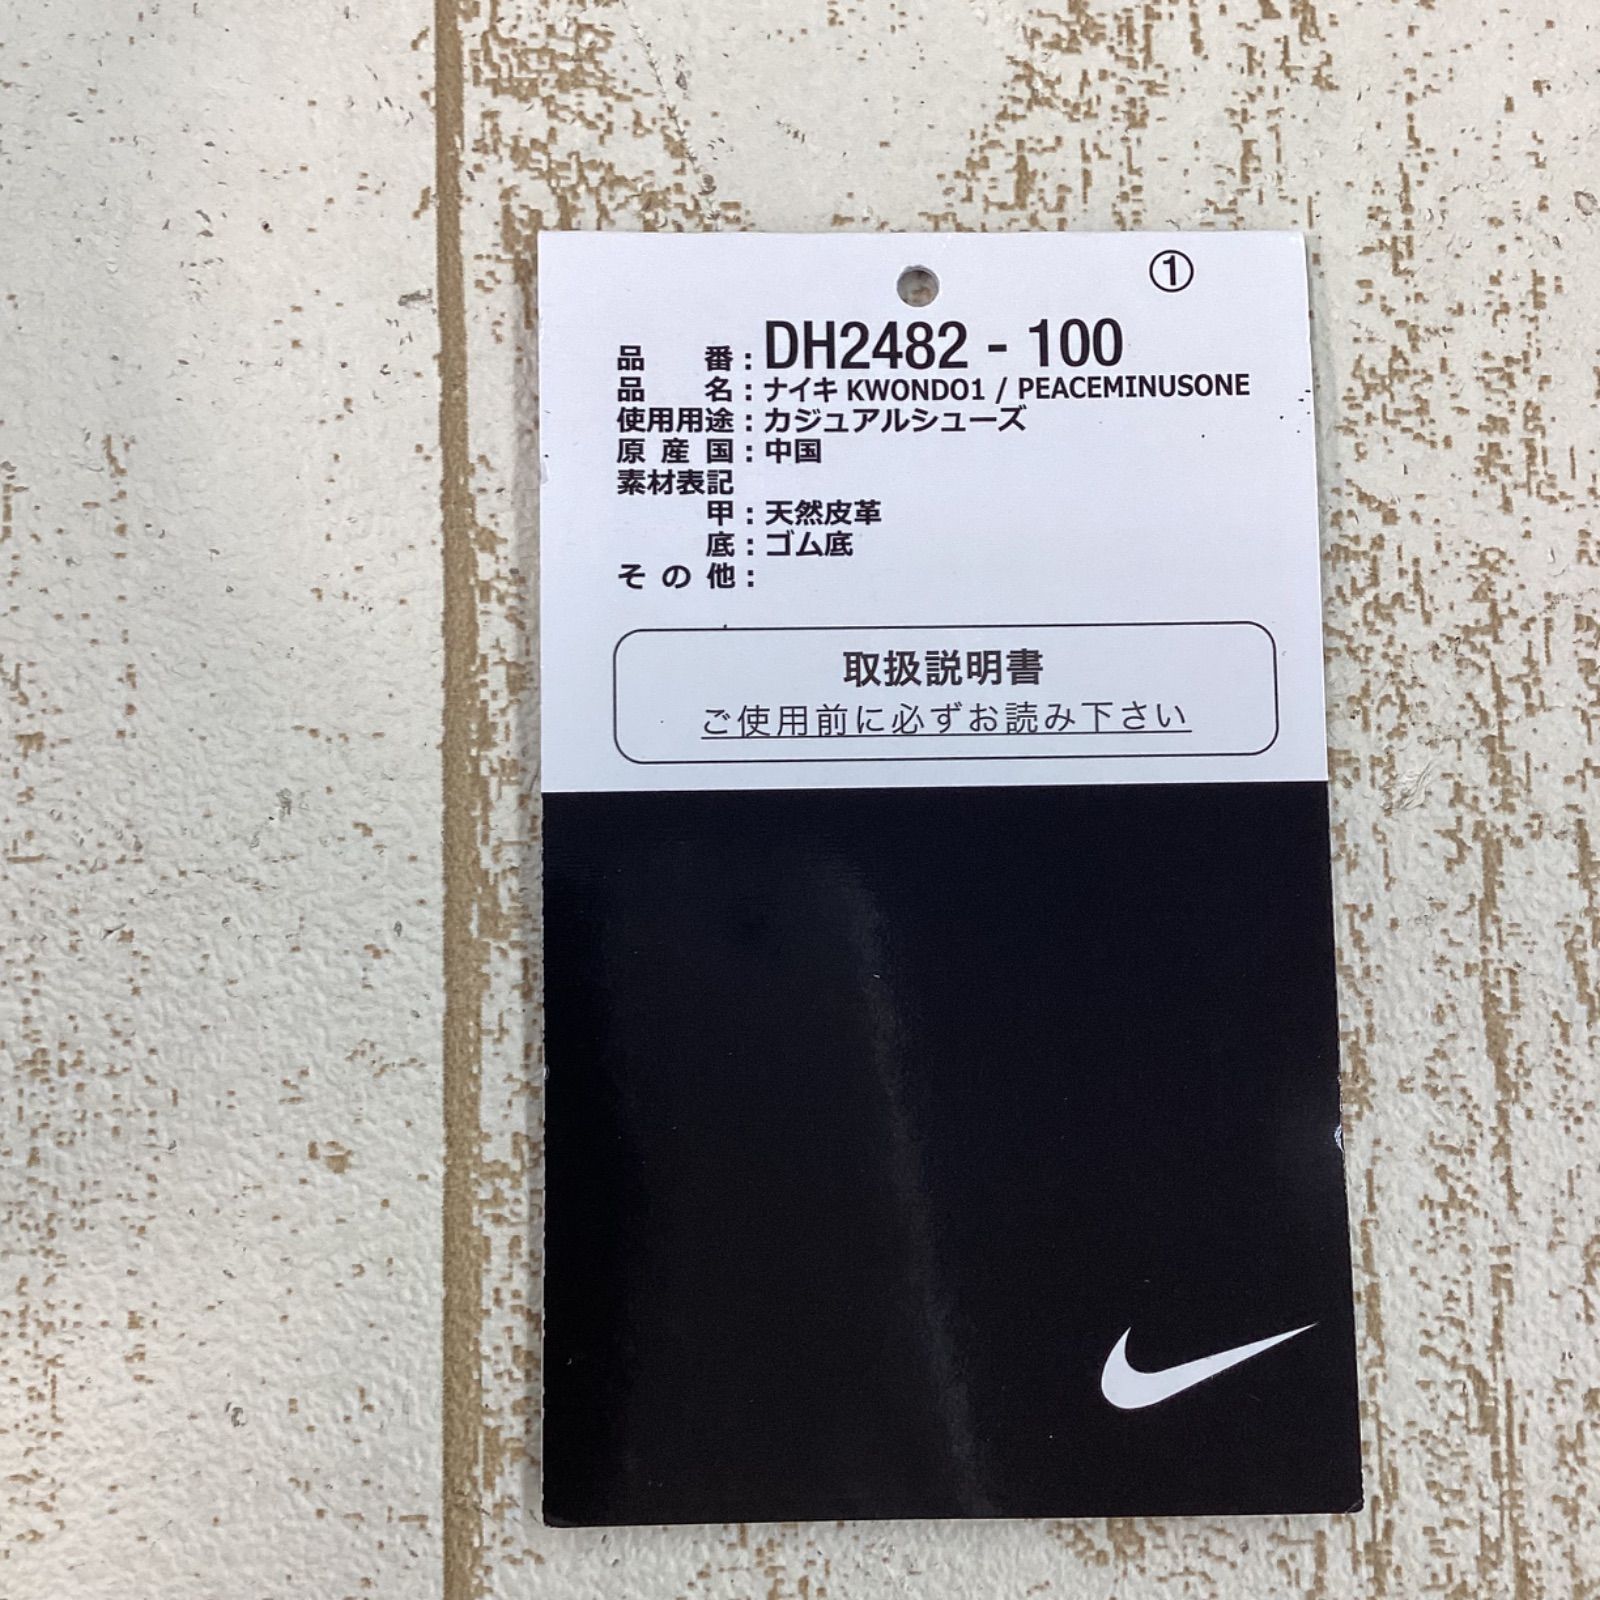 ①
品番：DH2482 - 100
品名：ナイキ KWONDO1 / PEACEMINUSONE
使用用途：カジュアルシューズ
原産国：中国
素材表記
甲：天然皮革
底：ゴム底
その他：
取扱説明書
ご使用前に必ずお読み下さい